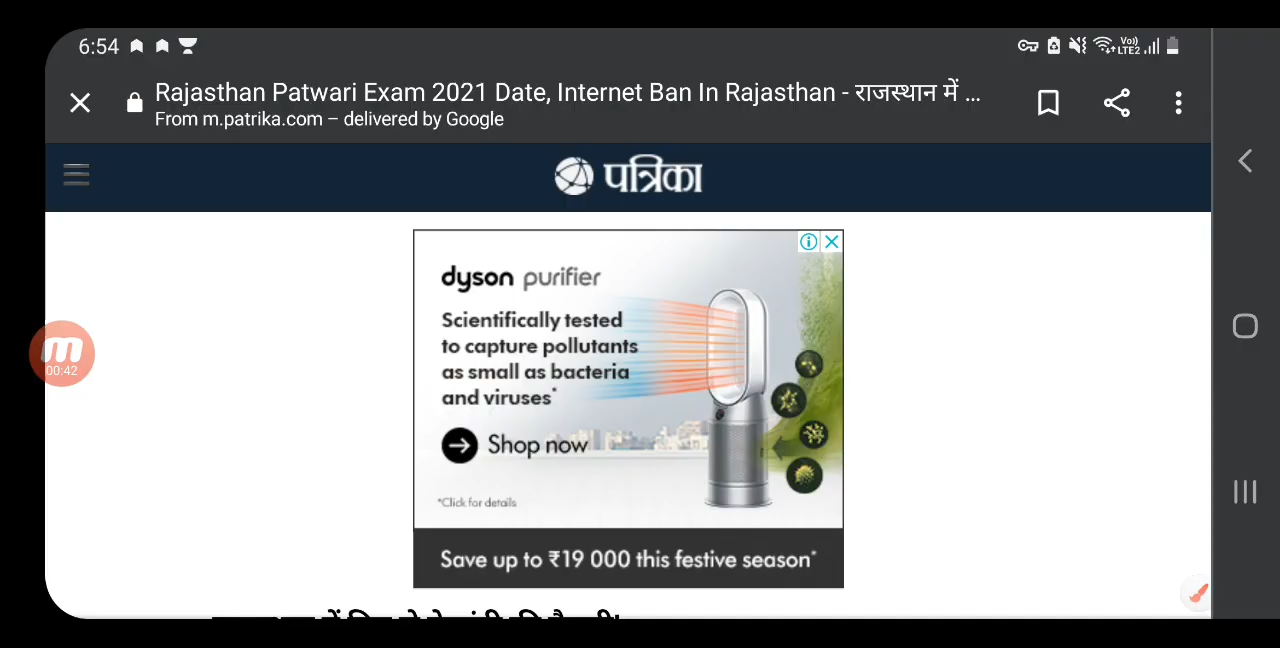 6:54
Vo))
LTE2
Rajasthan Patwari Exam 2021 Date, Internet Ban In Rajasthan - राजस्थान में ...
From m.patrika.com – delivered by Google
पत्रिका
dyson purifier
Scientifically tested
to capture pollutants
as small as bacteria
and viruses*
Shop now
*Click for details
Save up to ₹19 000 this festive season*
m
00:42